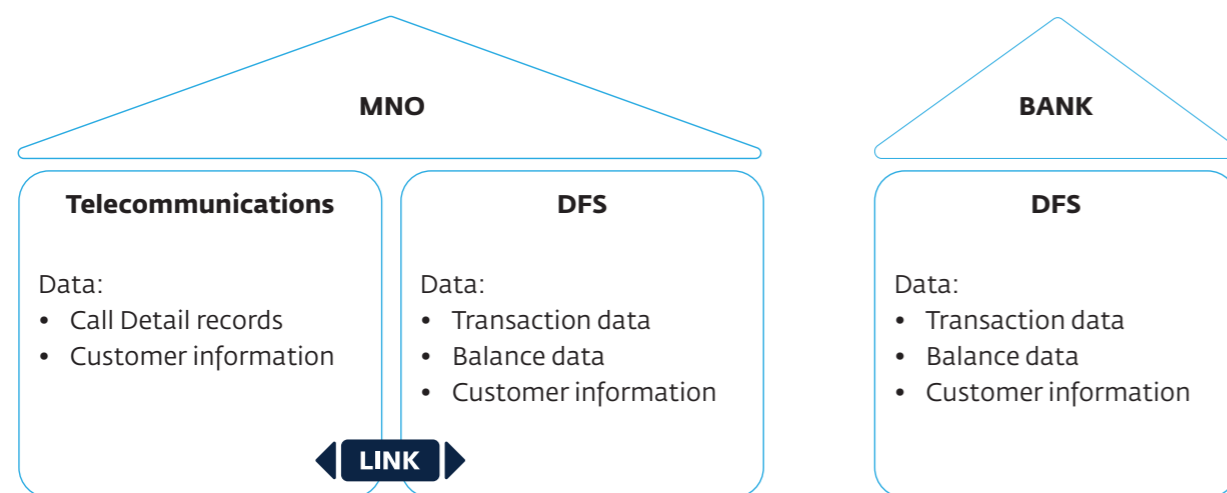 MNO
BANK
Telecommunications
Data:
• Call Detail records
• Customer information
DFS
Data:
• Transaction data
• Balance data
• Customer information
LINK
DFS
Data:
• Transaction data
• Balance data
• Customer information